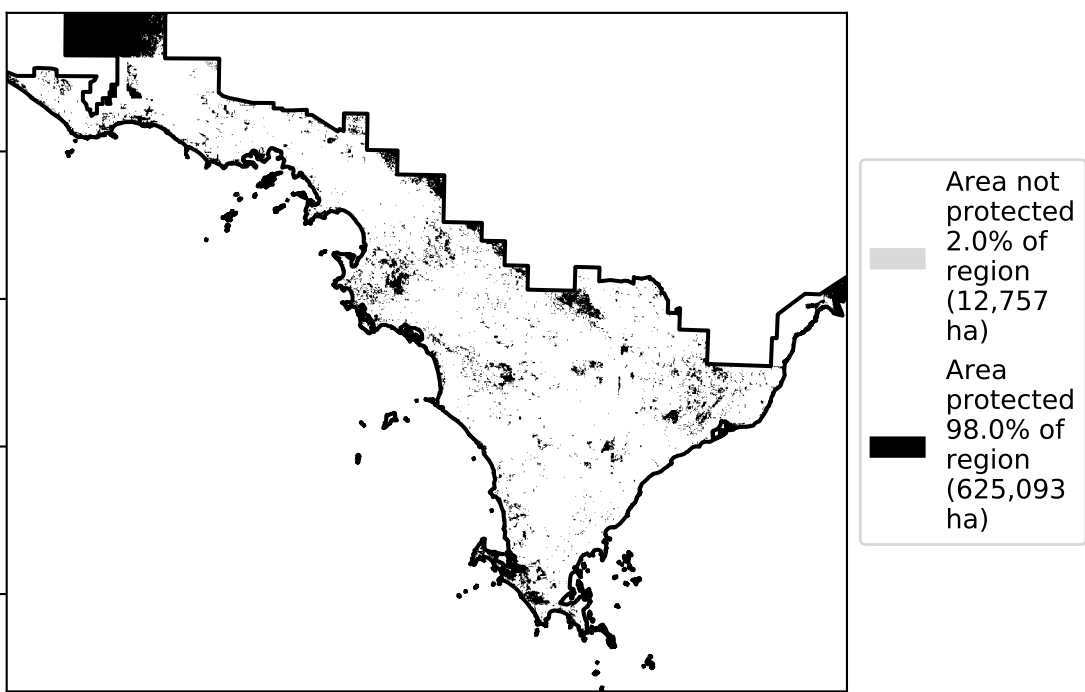 Area not
protected
2.0% of
region
(12,757
ha)
Area
protected
98.0% of
region
(625,093
ha)